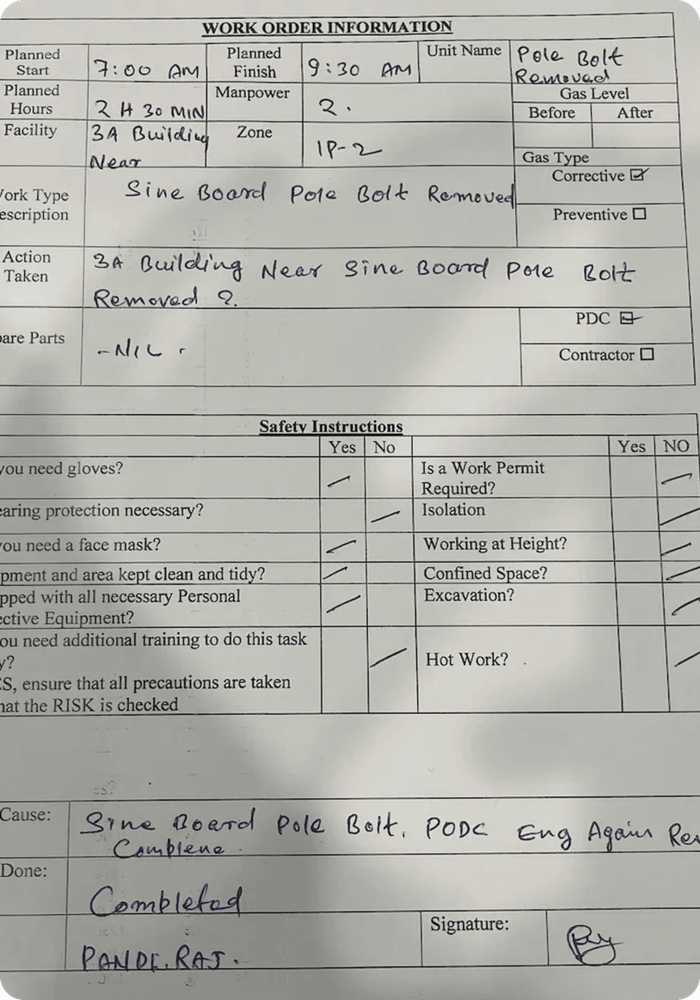 WORK ORDER INFORMATION
Planned Start 7:00 AM Planned Finish 9:30 AM Unit Name Pole Bolt Removed
Planned Hours 2 H 30 MIN Manpower 2. Gas Level
Before After
Facility 3A Building Near Zone IP-2
Gas Type
ork Type escription Sine Board Pole Bolt Removed Corrective ☑
Preventive ☐
Action Taken 3A Building Near Sine Board Pole Bolt
Removed 2.
are Parts -NIL . PDC ☑
Contractor ☐
Safety Instructions
Yes No Yes NO
you need gloves? Is a Work Permit Required?
earing protection necessary? Isolation
you need a face mask? Working at Height?
pment and area kept clean and tidy? Confined Space?
pped with all necessary Personal Excavation?
ective Equipment?
ou need additional training to do this task
y? Hot Work?
S, ensure that all precautions are taken
hat the RISK is checked
Cause: Sine Board Pole Bolt. PODC Eng Again
Complene.
Done: Completed
PANDI.RAJ. Signature: